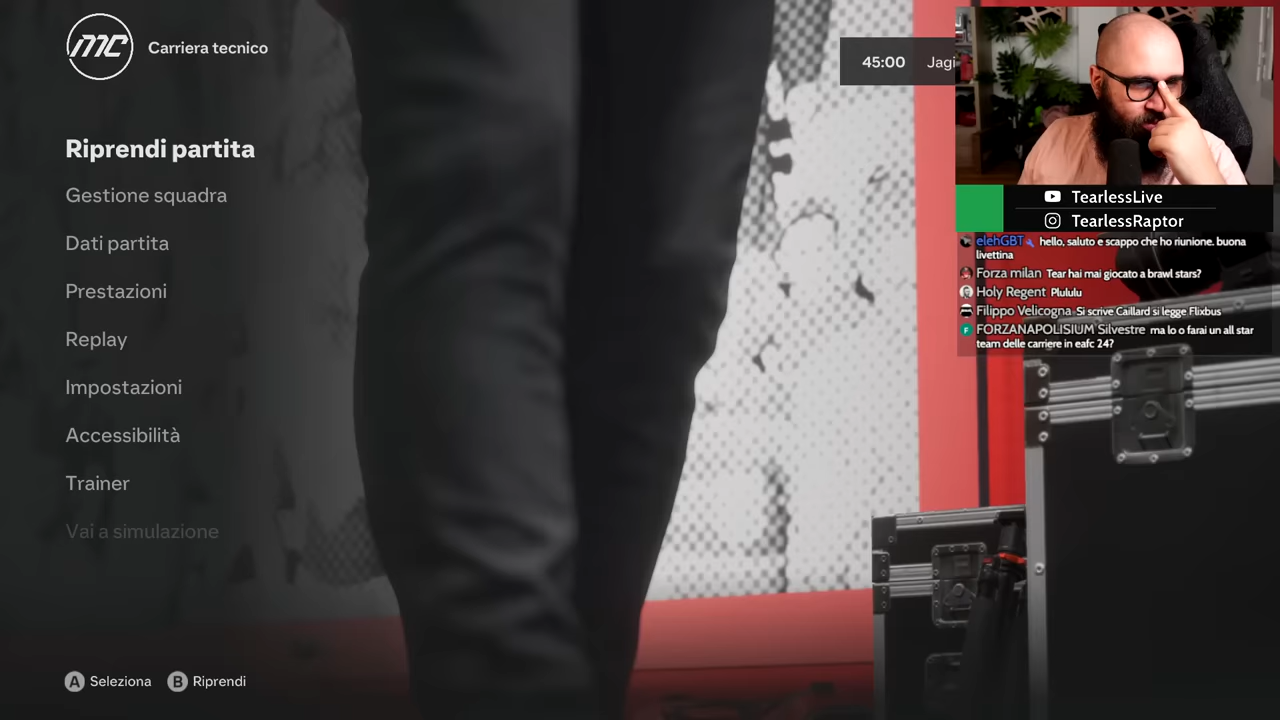 MC
Carriera tecnico
45:00 Jagi
Riprendi partita
Gestione squadra
Dati partita
Prestazioni
Replay
Impostazioni
Accessibilità
Trainer
Vai a simulazione
A Seleziona B Riprendi
TearlessLive
TearlessRaptor
elehGBT hello, saluto e scappo che ho riunione. buona
livettina
Forza milan Tear hai mai giocato a brawl stars?
Holy Regent Plululu
Filippo Velicogna Si scrive Caillard si legge Flixbus
F FORZANAPOLISIUM Silvestre ma lo o farai un all star
team delle carriere in eafc 24?